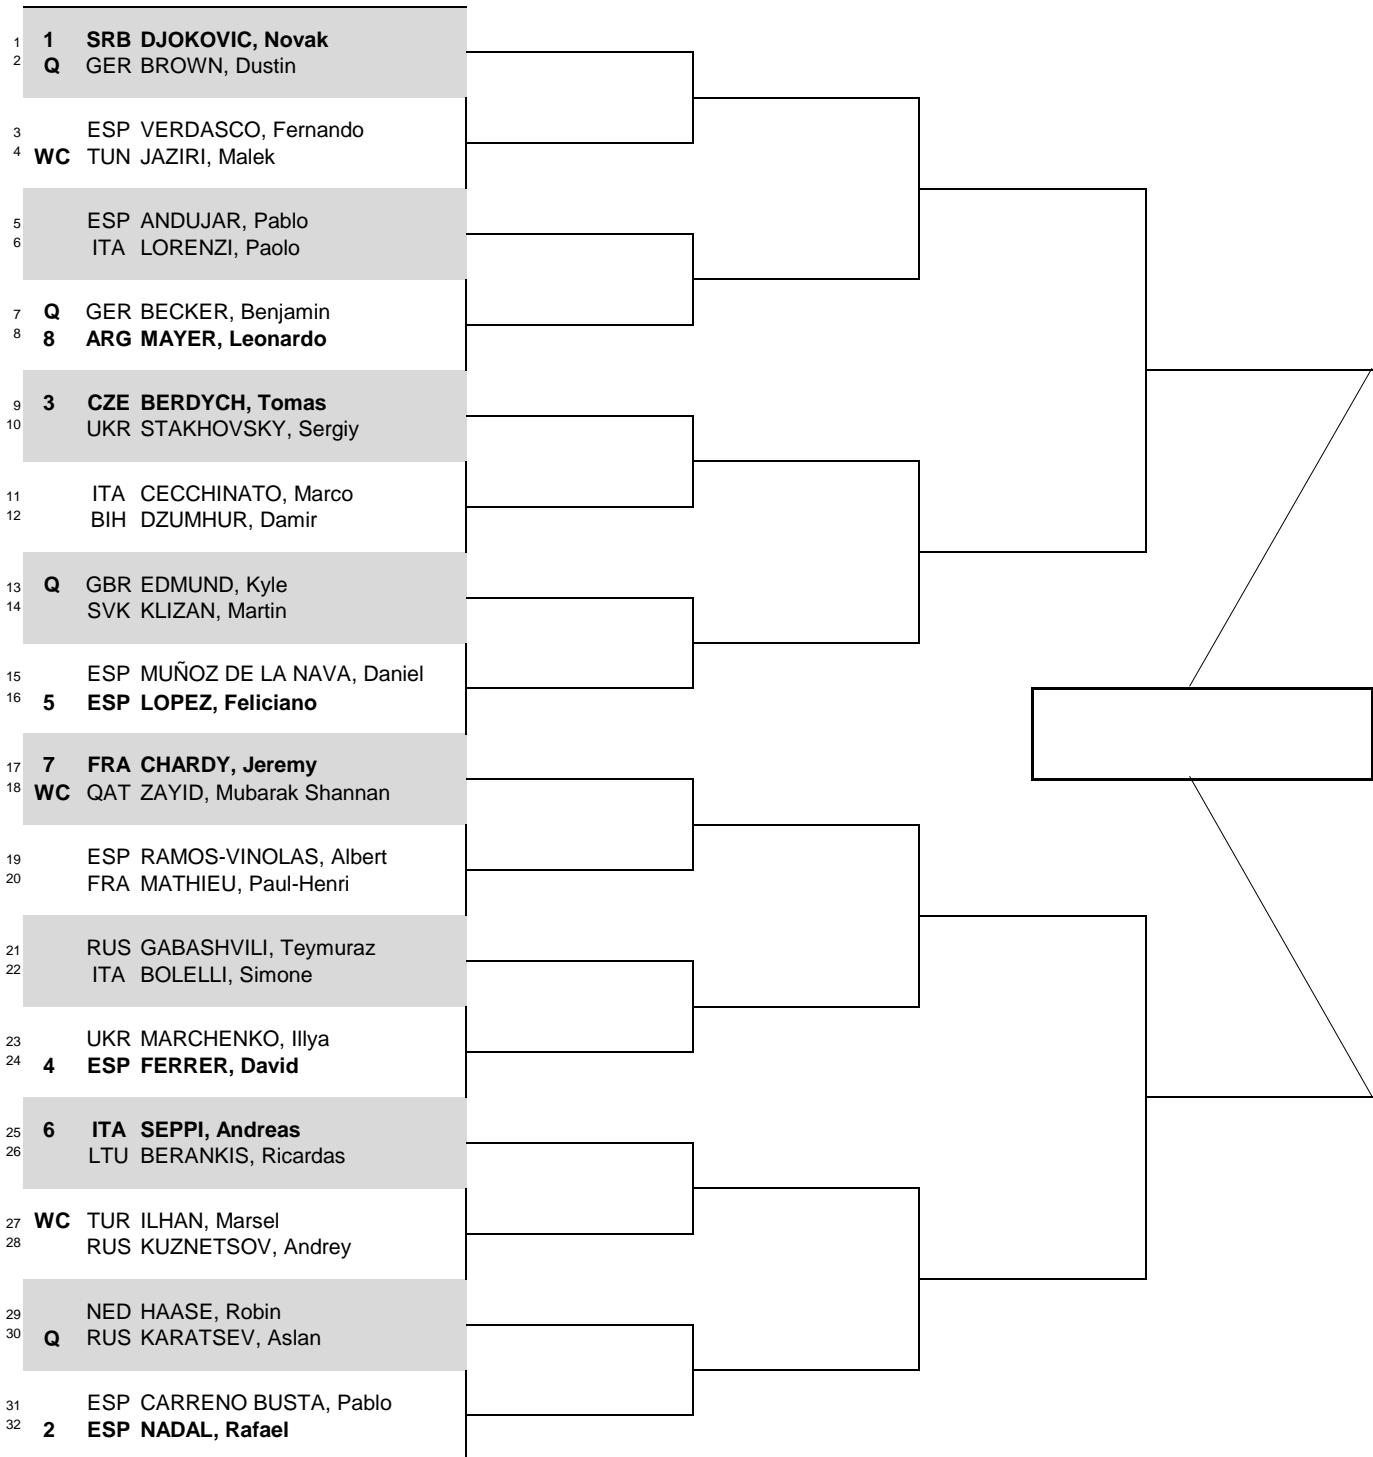 1 1 SRB DJOKOVIC, Novak
2 Q GER BROWN, Dustin
3 ESP VERDASCO, Fernando
4 WC TUN JAZIRI, Malek
5 ESP ANDUJAR, Pablo
6 ITA LORENZI, Paolo
7 Q GER BECKER, Benjamin
8 8 ARG MAYER, Leonardo
9 3 CZE BERDYCH, Tomas
10 UKR STAKHOVSKY, Sergiy
11 ITA CECCHINATO, Marco
12 BIH DZUMHUR, Damir
13 Q GBR EDMUND, Kyle
14 SVK KLIZAN, Martin
15 ESP MUÑOZ DE LA NAVA, Daniel
16 5 ESP LOPEZ, Feliciano
17 7 FRA CHARDY, Jeremy
18 WC QAT ZAYID, Mubarak Shannan
19 ESP RAMOS-VINOLAS, Albert
20 FRA MATHIEU, Paul-Henri
21 RUS GABASHVILI, Teymuraz
22 ITA BOLELLI, Simone
23 UKR MARCHENKO, Illya
24 4 ESP FERRER, David
25 6 ITA SEPPI, Andreas
26 LTU BERANKIS, Ricardas
27 WC TUR ILHAN, Marsel
28 RUS KUZNETSOV, Andrey
29 NED HAASE, Robin
30 Q RUS KARATSEV, Aslan
31 ESP CARRENO BUSTA, Pablo
32 2 ESP NADAL, Rafael